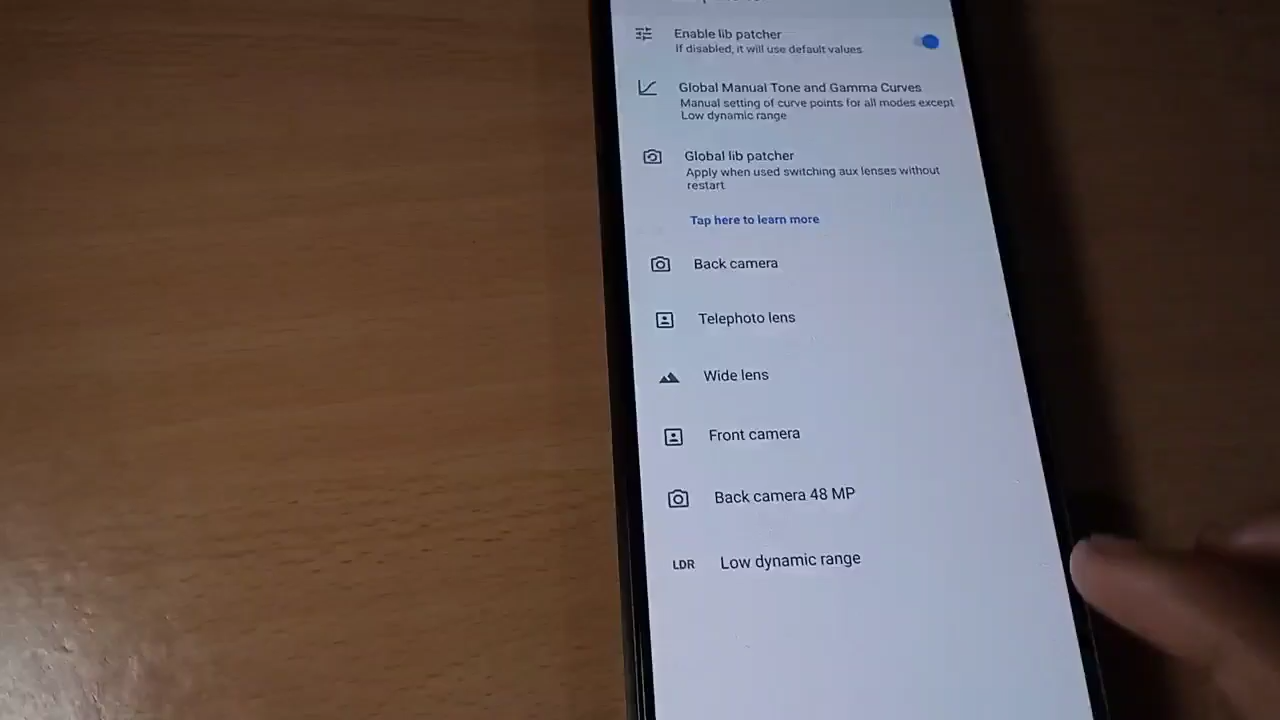 Enable lib patcher
If disabled, it will use default values
Global Manual Tone and Gamma Curves
Manual setting of curve points for all modes except
Low dynamic range
Global lib patcher
Apply when used switching aux lenses without
restart
Tap here to learn more
Back camera
Telephoto lens
Wide lens
Front camera
Back camera 48 MP
LDR Low dynamic range